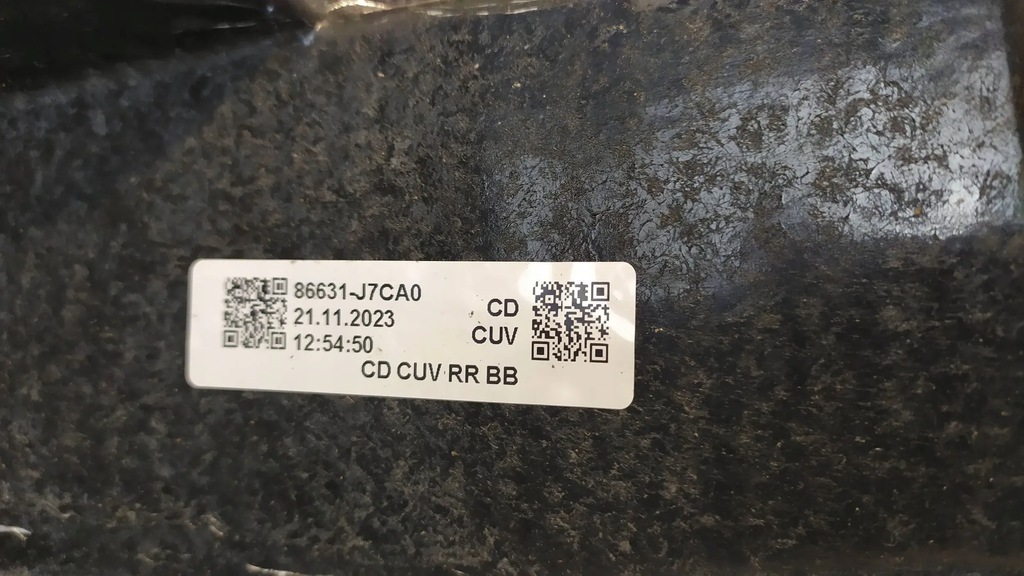 86631-J7CA0
21.11.2023
12:54:50
CD
CUV
CD CUV RR BB